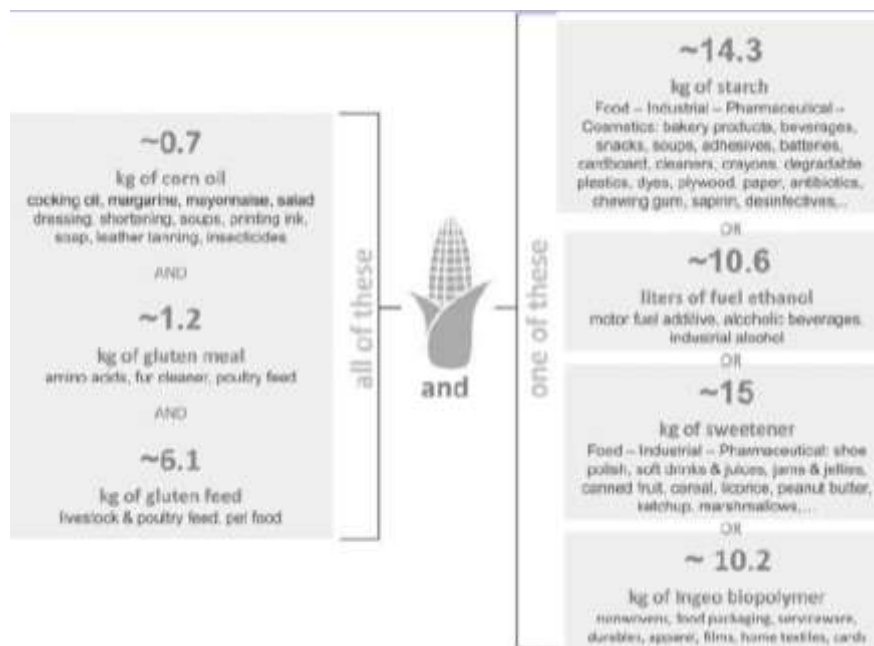 ~0.7
kg of corn oil
cooking oil, margarine, mayonnaise, salad
dressing, shortening, soups, printing ink,
soap, leather tanning, insecticides
AND
~1.2
kg of gluten meal
amino acids, fur cleaner, poultry feed
AND
~6.1
kg of gluten feed
livestock & poultry feed, pet food
all of these
and
one of these
~14.3
kg of starch
Food – Industrial – Pharmaceutical –
Cosmetics: bakery products, beverages,
snacks, soups, adhesives, batteries,
cardboard, cleaners, crayons, degradable
plastics, dyes, plywood, paper, antibiotics,
chewing gum, desinfectives,...
OR
~10.6
liters of fuel ethanol
motor fuel additive, alcoholic beverages,
industrial alcohol
OR
~15
kg of sweetener
Food – Industrial – Pharmaceutical: shoe
polish, soft drinks & juices, jams & jellies,
canned fruit, cereal, licorice, peanut butter,
ketchup, marshmallows,...
OR
~ 10.2
kg of Ingeo biopolymer
nonwovens, food packaging, serviceware,
durables, apparel, films, home textiles, cards